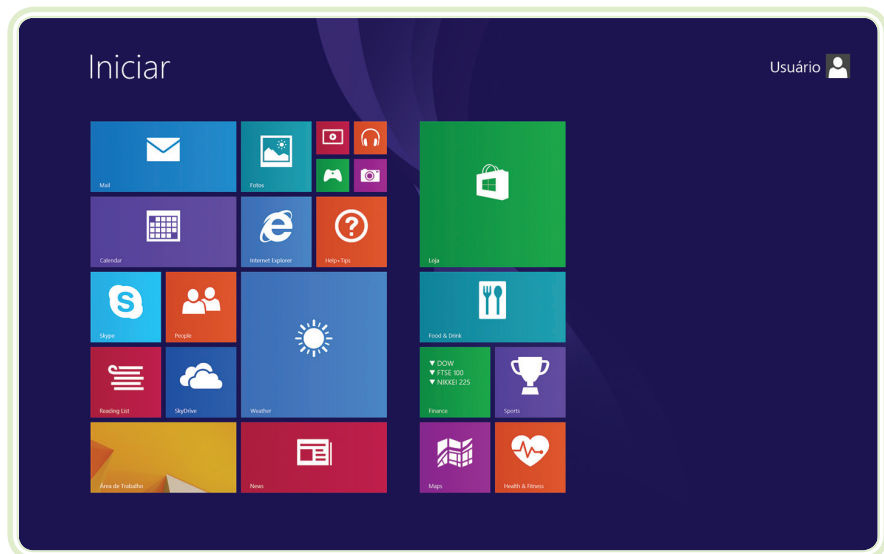 Iniciar
Usuário
Mail
Fotos
Calendar
Internet Explorer
Help+Tips
Skype
People
Reading List
SkyDrive
Weather
Área de Trabalho
News
Loja
Food & Drink
▼ DOW
▼ FTSE 100
▼ NIKKEI 225
Finance
Sports
Maps
Health & Fitness